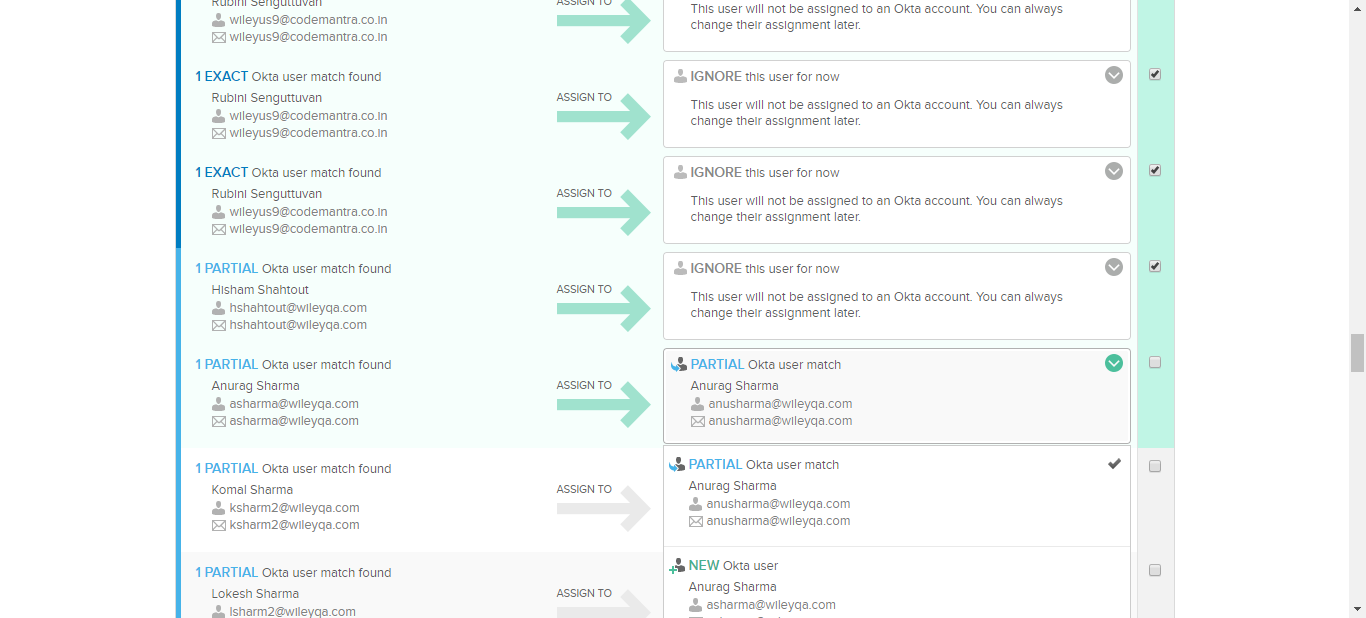 Rubini Senguttuvan
wileyus9@codemantra.co.in
wileyus9@codemantra.co.in
ASSIGN TO
This user will not be assigned to an Okta account. You can always
change their assignment later.
1 EXACT Okta user match found
Rubini Senguttuvan
wileyus9@codemantra.co.in
wileyus9@codemantra.co.in
ASSIGN TO
IGNORE this user for now
This user will not be assigned to an Okta account. You can always
change their assignment later.
1 EXACT Okta user match found
Rubini Senguttuvan
wileyus9@codemantra.co.in
wileyus9@codemantra.co.in
ASSIGN TO
IGNORE this user for now
This user will not be assigned to an Okta account. You can always
change their assignment later.
1 PARTIAL Okta user match found
Hisham Shahtout
hshahtout@wileyqa.com
hshahtout@wileyqa.com
ASSIGN TO
IGNORE this user for now
This user will not be assigned to an Okta account. You can always
change their assignment later.
1 PARTIAL Okta user match found
Anurag Sharma
asharma@wileyqa.com
asharma@wileyqa.com
ASSIGN TO
PARTIAL Okta user match
Anurag Sharma
anusharma@wileyqa.com
anusharma@wileyqa.com
1 PARTIAL Okta user match found
Komal Sharma
ksharm2@wileyqa.com
ksharm2@wileyqa.com
ASSIGN TO
PARTIAL Okta user match
Anurag Sharma
anusharma@wileyqa.com
anusharma@wileyqa.com
1 PARTIAL Okta user match found
Lokesh Sharma
lsharm2@wileyqa.com
ASSIGN TO
NEW Okta user
Anurag Sharma
asharma@wileyqa.com